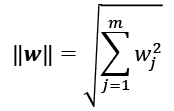 ‖w‖ = √(∑_{j=1}^{m} w_j^2)